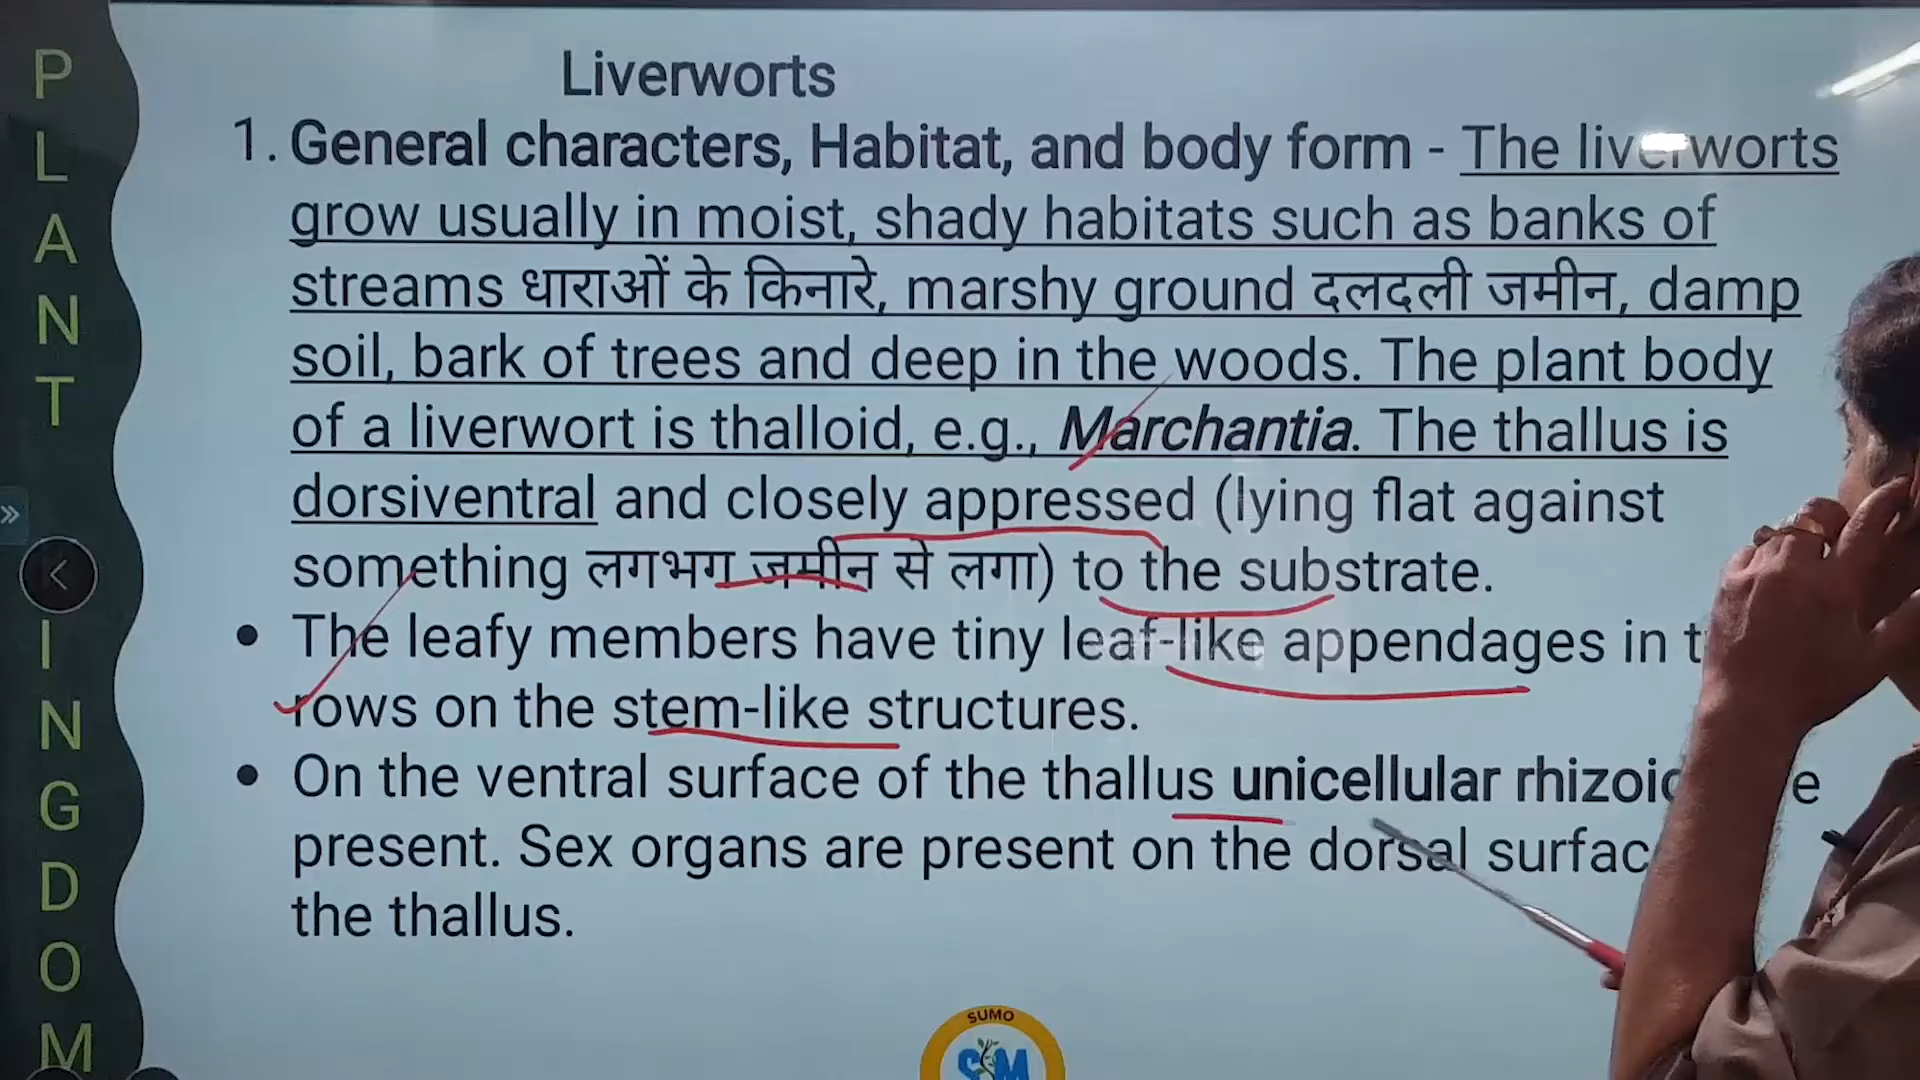 PLANT KINGDOM
Liverworts
1. General characters, Habitat, and body form - The liverworts
grow usually in moist, shady habitats such as banks of
streams धाराओं के किनारे, marshy ground दलदली जमीन, damp
soil, bark of trees and deep in the woods. The plant body
of a liverwort is thalloid, e.g., Marchantia. The thallus is
dorsiventral and closely appressed (lying flat against
something लगभग जमीन से लगा) to the substrate.
• The leafy members have tiny leaf-like appendages in
rows on the stem-like structures.
• On the ventral surface of the thallus unicellular
present. Sex organs are present on the dorsal
the thallus.
SUMO